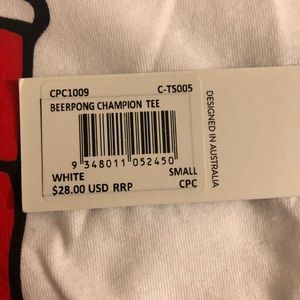 CPC1009 C-TS005
BEERPONG CHAMPION TEE
9 348011 052450
WHITE SMALL
$28.00 USD RRP CPC
DESIGNED IN AUSTRALIA